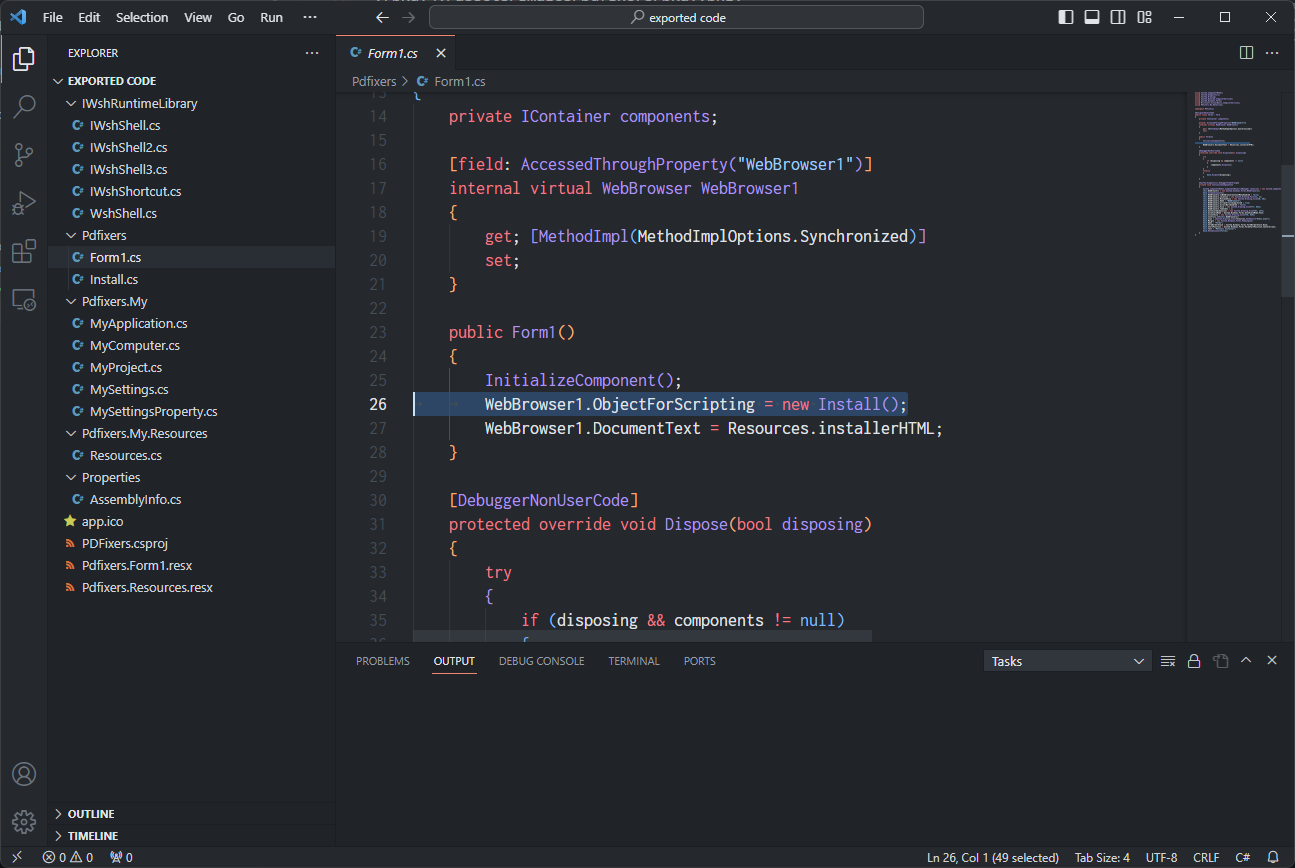 File Edit Selection View Go Run ··· exported code
EXPLORER ···
EXPORTED CODE
IWshRuntimeLibrary
C# IWshShell.cs
C# IWshShell2.cs
C# IWshShell3.cs
C# IWshShortcut.cs
C# WshShell.cs
Pdfixers
C# Form1.cs
C# Install.cs
Pdfixers.My
C# MyApplication.cs
C# MyComputer.cs
C# MyProject.cs
C# MySettings.cs
C# MySettingsProperty.cs
Pdfixers.My.Resources
C# Resources.cs
Properties
C# AssemblyInfo.cs
app.ico
PDFixers.csproj
Pdfixers.Form1.resx
Pdfixers.Resources.resx
OUTLINE
TIMELINE
C# Form1.cs
Pdfixers > C# Form1.cs
13 {
14 private IContainer components;
15
16 [field: AccessedThroughProperty("WebBrowser1")]
17 internal virtual WebBrowser WebBrowser1
18 {
19 get; [MethodImpl(MethodImplOptions.Synchronized)]
20 set;
21 }
22
23 public Form1()
24 {
25 InitializeComponent();
26 WebBrowser1.ObjectForScripting = new Install();
27 WebBrowser1.DocumentText = Resources.installerHTML;
28 }
29
30 [DebuggerNonUserCode]
31 protected override void Dispose(bool disposing)
32 {
33 try
34 {
35 if (disposing && components != null)
36 {
PROBLEMS OUTPUT DEBUG CONSOLE TERMINAL PORTS Tasks
0 0 0 Ln 26, Col 1 (49 selected) Tab Size: 4 UTF-8 CRLF C#